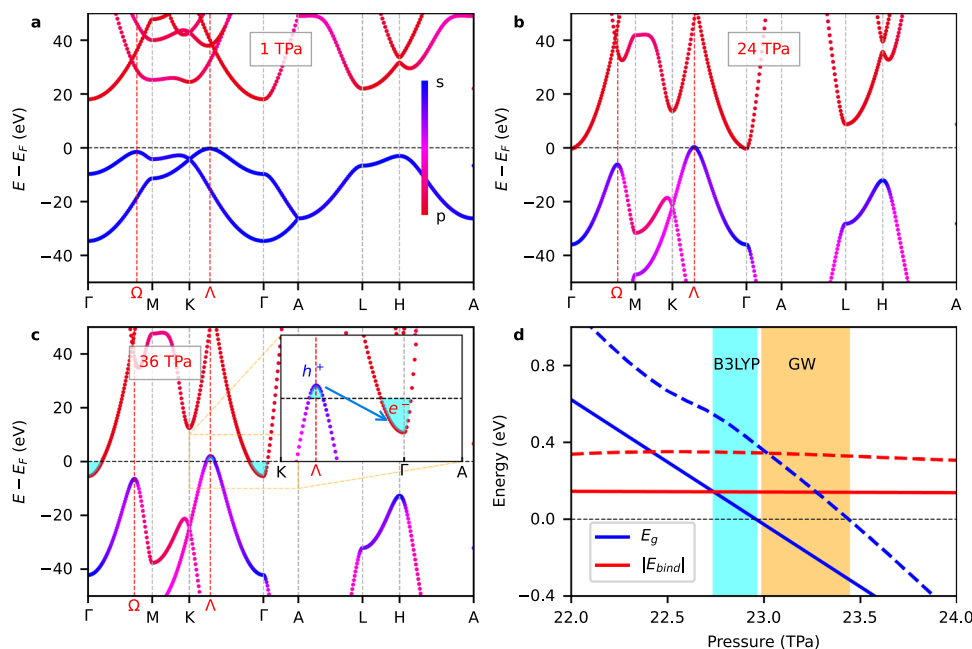 a
1 TPa
s
p
E − E_F (eV)
40
20
0
−20
−40
Γ Ω M K Λ Γ A L H A
b
24 TPa
E − E_F (eV)
40
20
0
−20
−40
Γ Ω M K Λ Γ A L H A
c
36 TPa
E − E_F (eV)
40
20
0
−20
−40
Γ Ω M K Λ Γ A L H A
h⁺
e⁻
K Λ Γ A
d
B3LYP GW
Energy (eV)
0.8
0.4
0.0
−0.4
E_g
|E_bind|
22.0 22.5 23.0 23.5 24.0
Pressure (TPa)